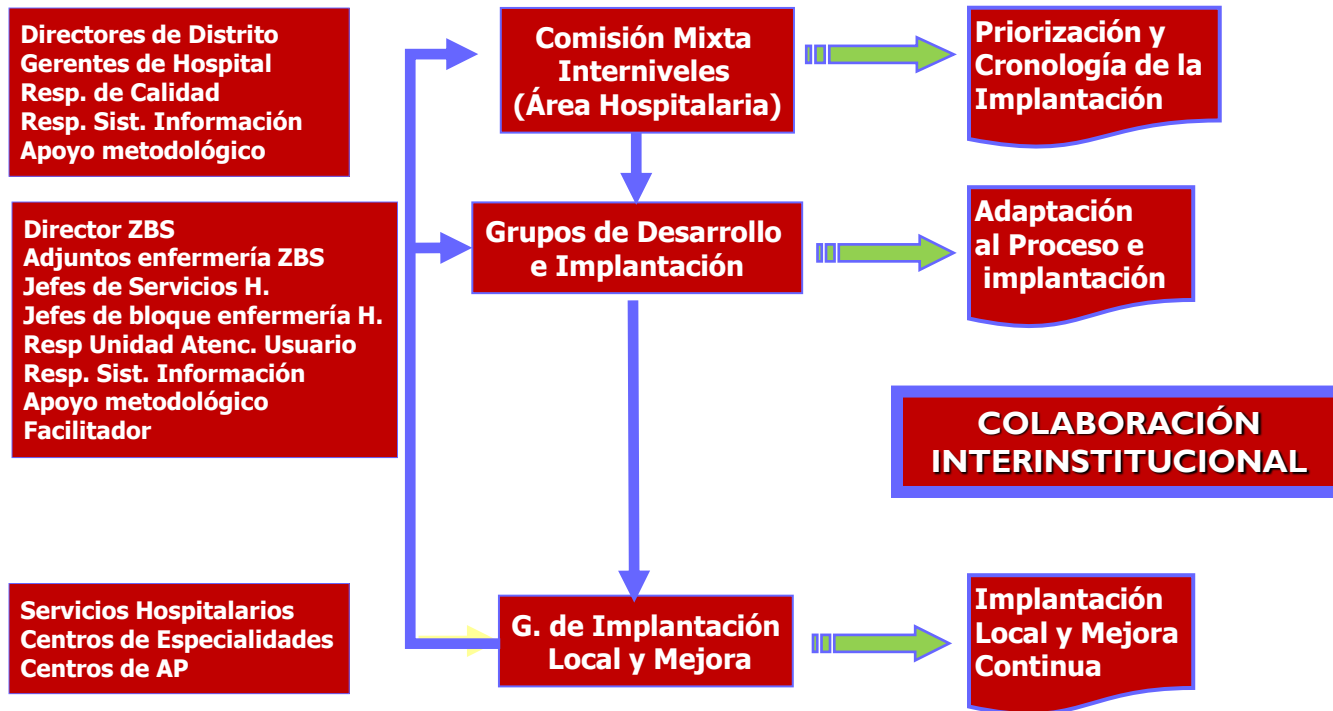 Directores de Distrito
Gerentes de Hospital
Resp. de Calidad
Resp. Sist. Información
Apoyo metodológico
Comisión Mixta
Interniveles
(Área Hospitalaria)
Priorización y
Cronología de la
Implantación
Director ZBS
Adjuntos enfermería ZBS
Jefes de Servicios H.
Jefes de bloque enfermería H.
Resp Unidad Atenc. Usuario
Resp. Sist. Información
Apoyo metodológico
Facilitador
Grupos de Desarrollo
e Implantación
Adaptación
al Proceso e
implantación
COLABORACIÓN
INTERINSTITUCIONAL
Servicios Hospitalarios
Centros de Especialidades
Centros de AP
G. de Implantación
Local y Mejora
Implantación
Local y Mejora
Continua